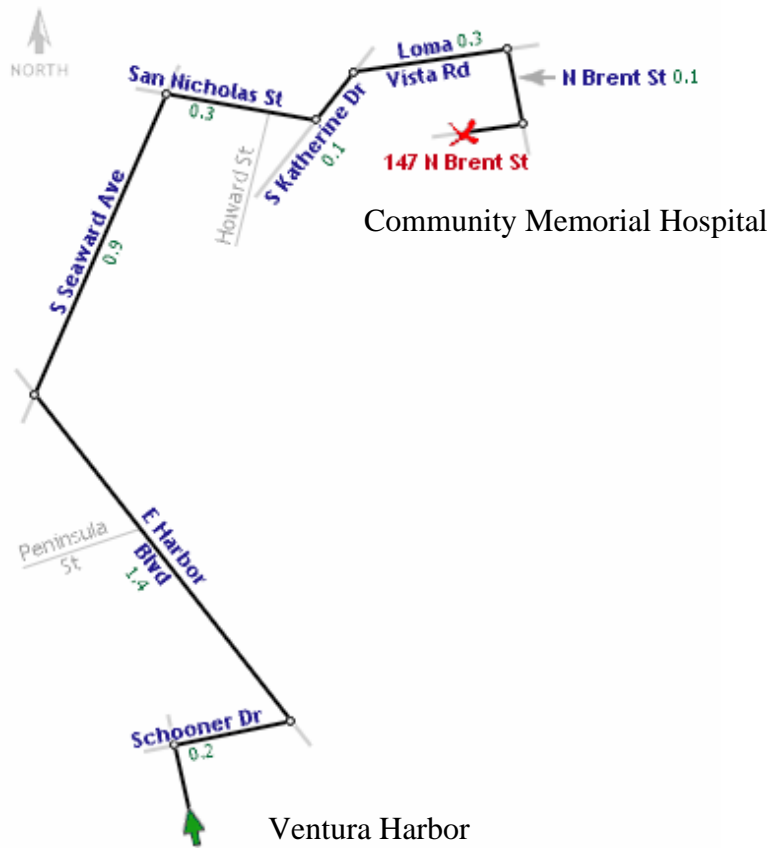 NORTH
San Nicholas St
0.3
Loma 0.3
Vista Rd
N Brent St 0.1
S Katherine Dr
0.1
147 N Brent St
Howard St
Community Memorial Hospital
S Seaward Ave
0.9
Peninsula
St
E Harbor
Blvd
1.4
Schooner Dr
0.2
Ventura Harbor